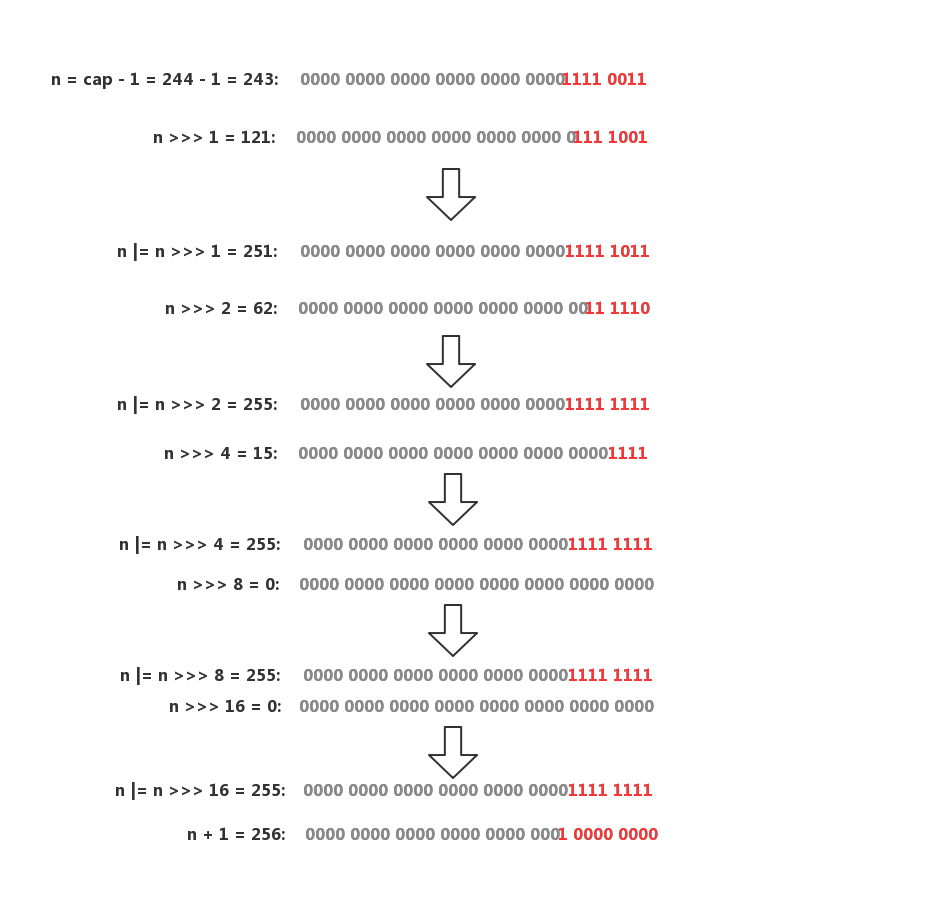 n = cap - 1 = 244 - 1 = 243: 0000 0000 0000 0000 0000 0000 1111 0011
n >>> 1 = 121: 0000 0000 0000 0000 0000 0000 0111 1001
n |= n >>> 1 = 251: 0000 0000 0000 0000 0000 0000 1111 1011
n >>> 2 = 62: 0000 0000 0000 0000 0000 0000 0011 1110
n |= n >>> 2 = 255: 0000 0000 0000 0000 0000 0000 1111 1111
n >>> 4 = 15: 0000 0000 0000 0000 0000 0000 0000 1111
n |= n >>> 4 = 255: 0000 0000 0000 0000 0000 0000 1111 1111
n >>> 8 = 0: 0000 0000 0000 0000 0000 0000 0000 0000
n |= n >>> 8 = 255: 0000 0000 0000 0000 0000 0000 1111 1111
n >>> 16 = 0: 0000 0000 0000 0000 0000 0000 0000 0000
n |= n >>> 16 = 255: 0000 0000 0000 0000 0000 0000 1111 1111
n + 1 = 256: 0000 0000 0000 0000 0000 0001 0000 0000